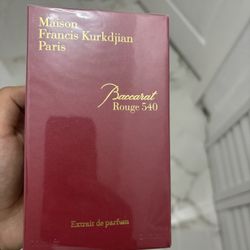 Maison
Francis Kurkdjian
Paris
Baccarat
Rouge 540
Extrait de parfum